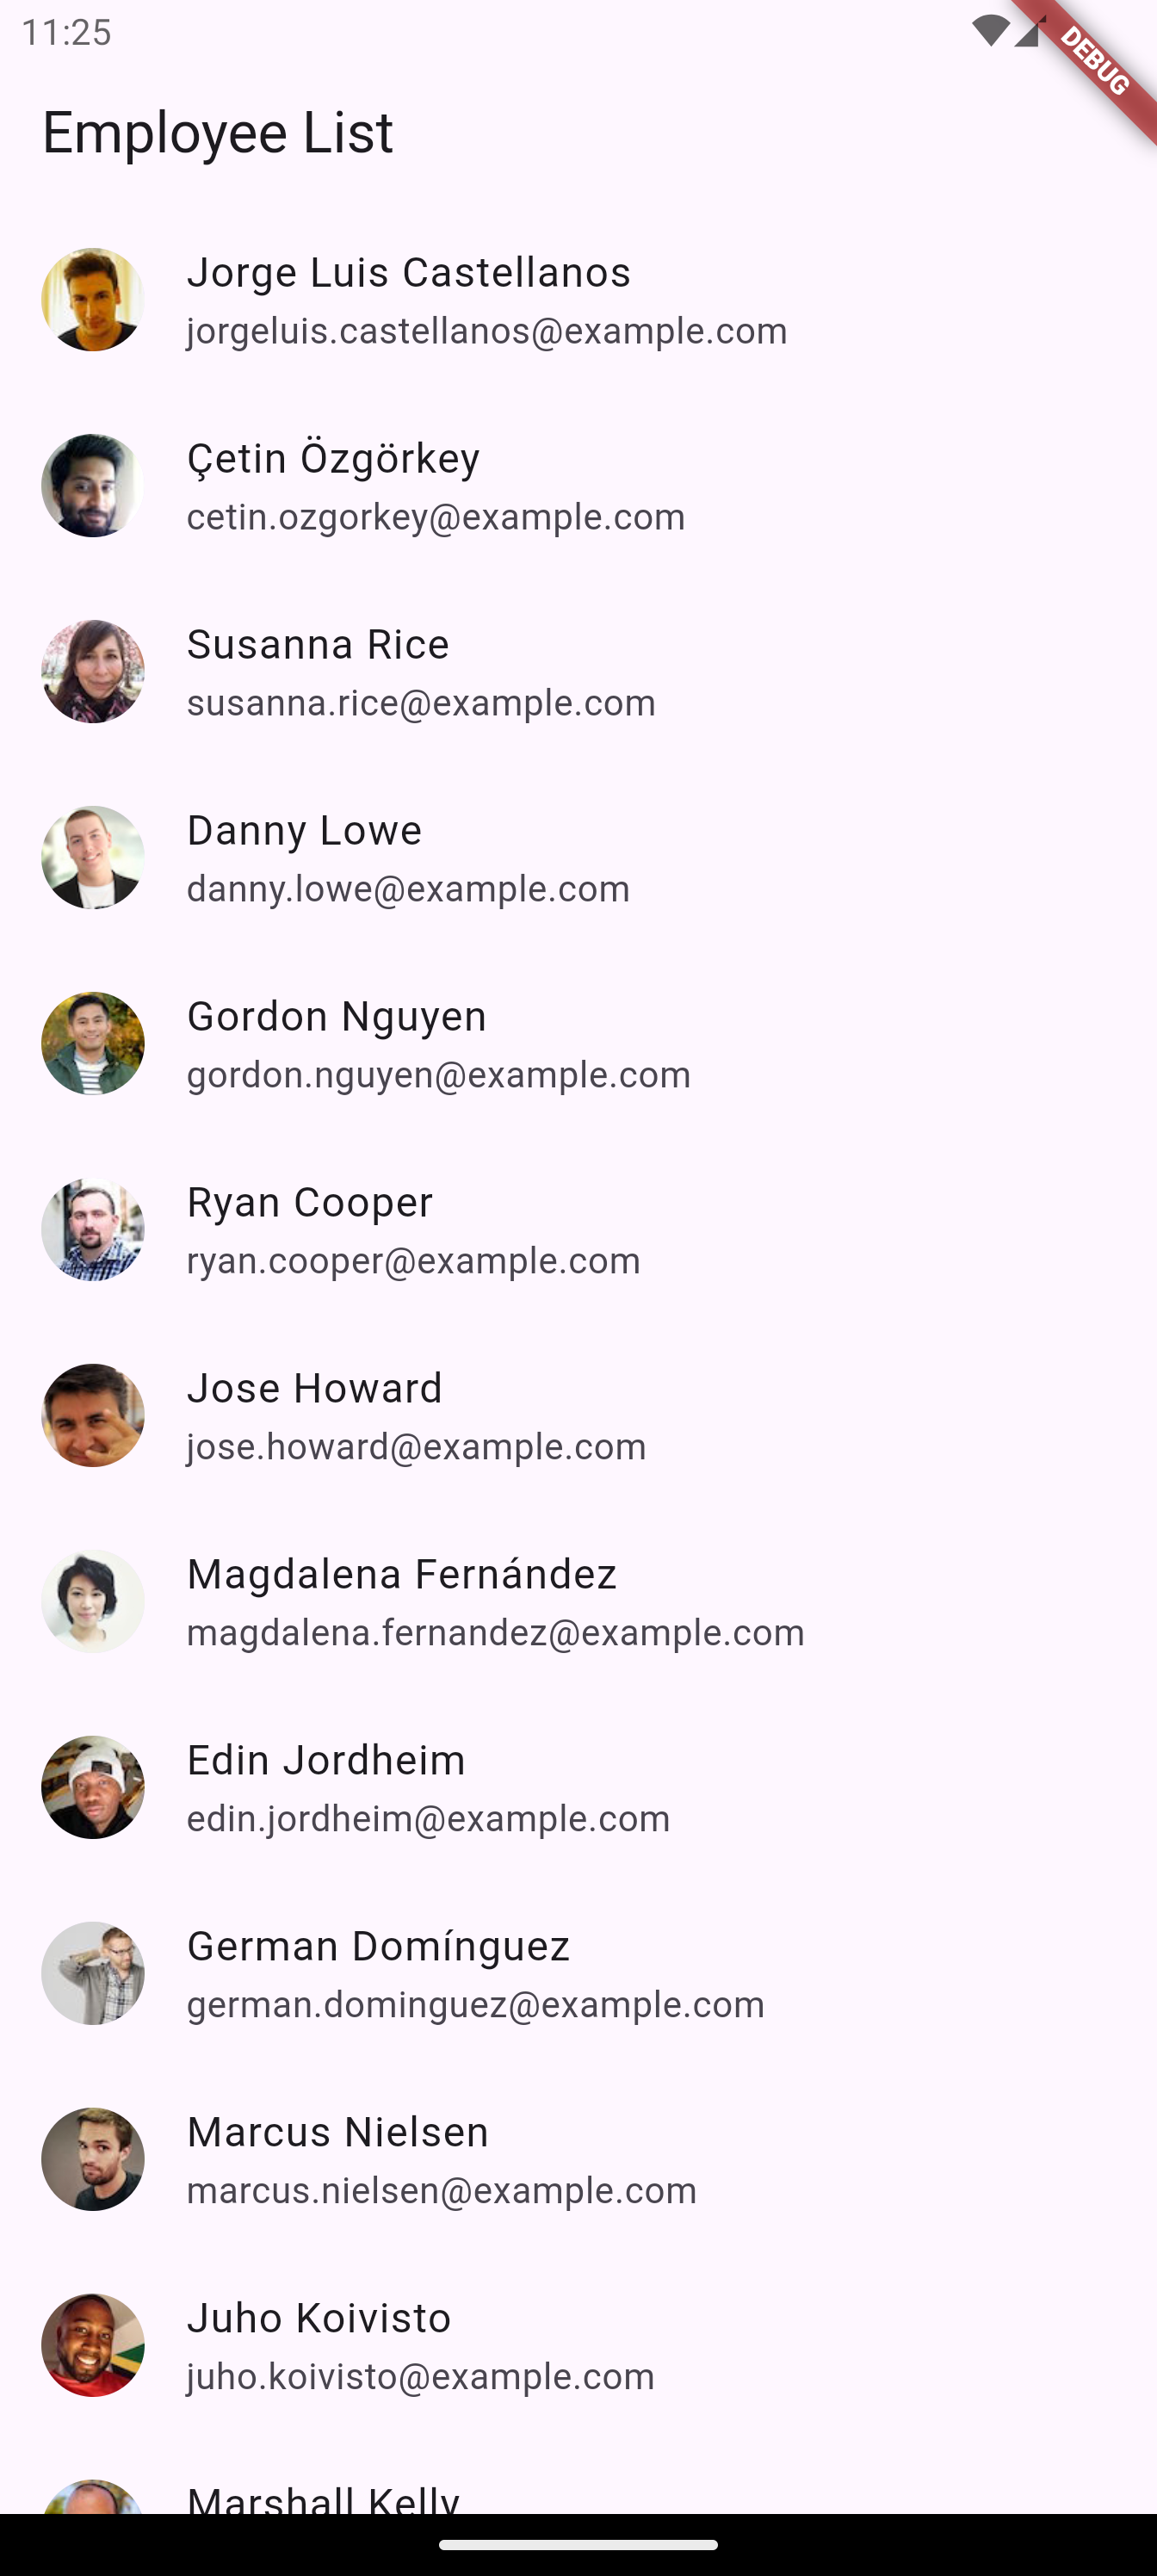 11:25
DEBUG
Employee List
Jorge Luis Castellanos
jorgeluis.castellanos@example.com
Çetin Özgörkey
cetin.ozgorkey@example.com
Susanna Rice
susanna.rice@example.com
Danny Lowe
danny.lowe@example.com
Gordon Nguyen
gordon.nguyen@example.com
Ryan Cooper
ryan.cooper@example.com
Jose Howard
jose.howard@example.com
Magdalena Fernández
magdalena.fernandez@example.com
Edin Jordheim
edin.jordheim@example.com
German Domínguez
german.dominguez@example.com
Marcus Nielsen
marcus.nielsen@example.com
Juho Koivisto
juho.koivisto@example.com
Marshall Kelly